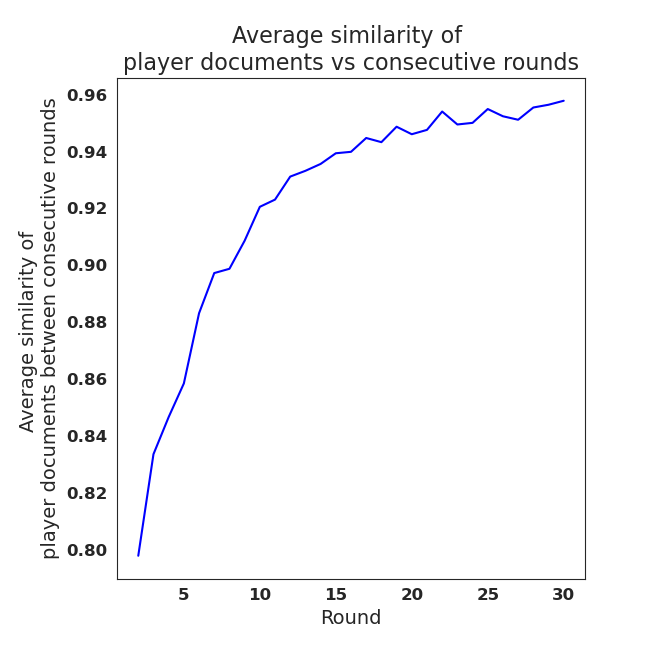 Average similarity of
player documents vs consecutive rounds
Average similarity of
player documents between consecutive rounds
0.96
0.94
0.92
0.90
0.88
0.86
0.84
0.82
0.80
5 10 15 20 25 30
Round